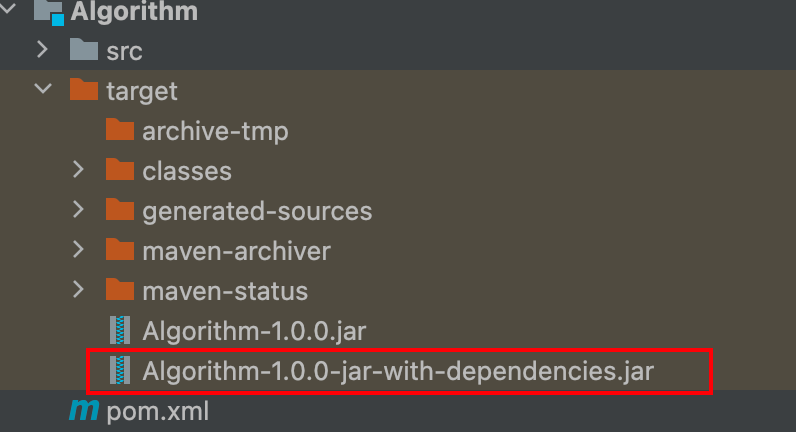 Algorithm
src
target
archive-tmp
classes
generated-sources
maven-archiver
maven-status
Algorithm-1.0.0.jar
Algorithm-1.0.0-jar-with-dependencies.jar
m pom.xml